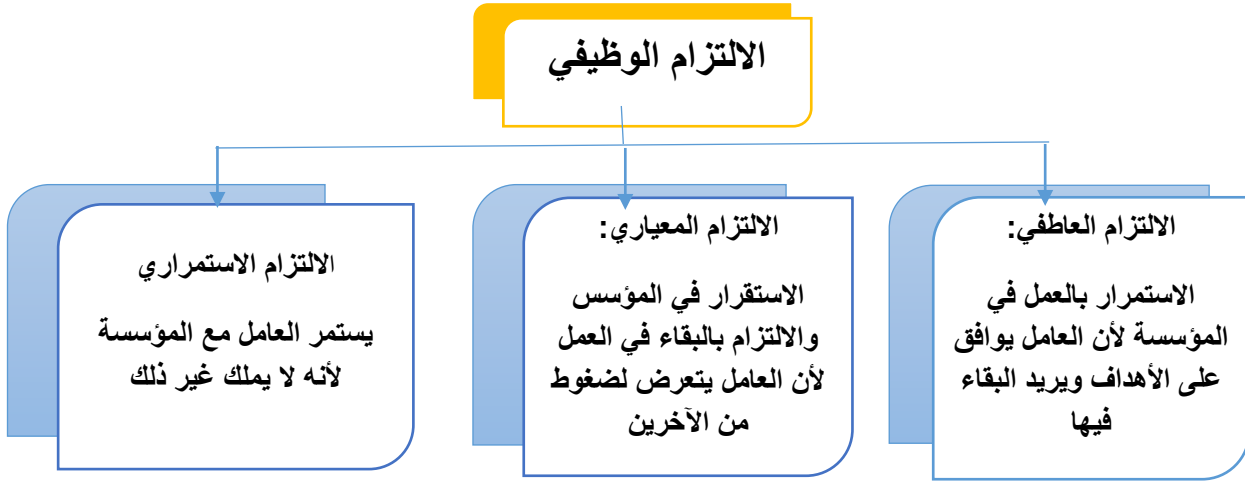 الالتزام الوظيفي
الالتزام العاطفي:
الاستمرار بالعمل في
المؤسسة لأن العامل يوافق
على الأهداف ويريد البقاء
فيها
الالتزام المعياري:
الاستقرار في المؤسس
والالتزام بالبقاء في العمل
لأن العامل يتعرض لضغوط
من الآخرين
الالتزام الاستمراري
يستمر العامل مع المؤسسة
لأنه لا يملك غير ذلك